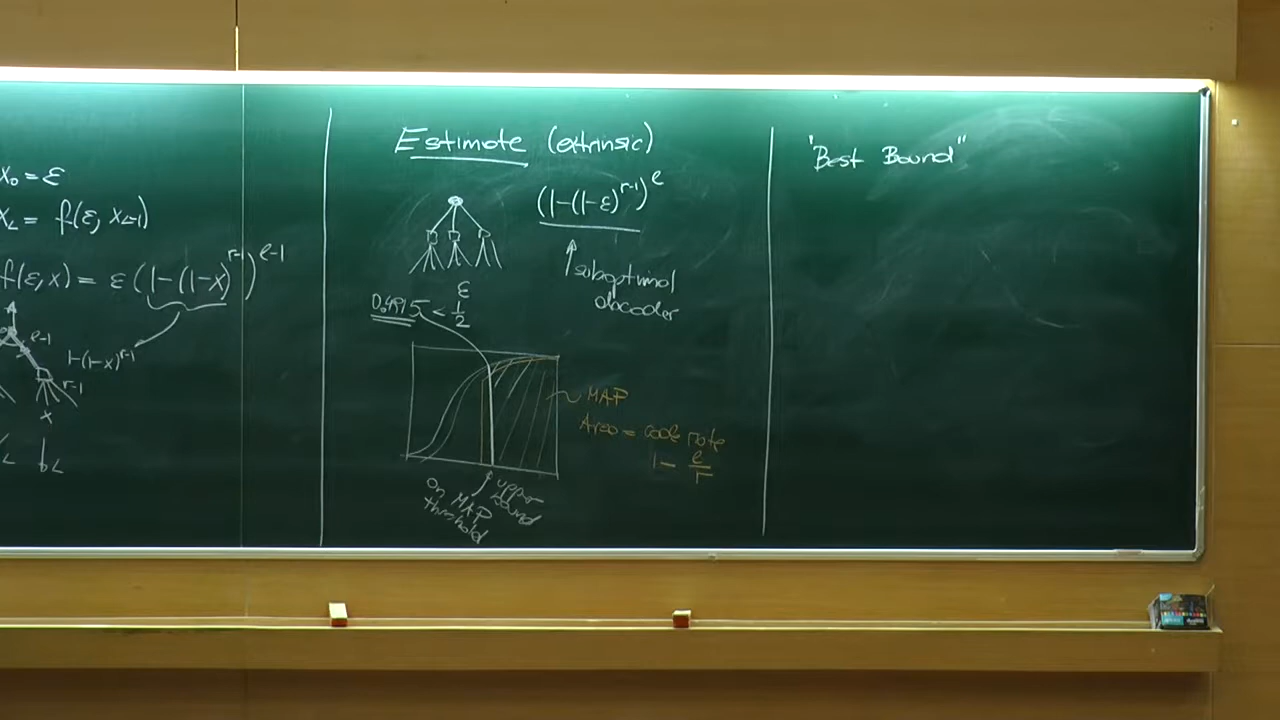 x₀ = ε
x_L = f(ε, x_{L-1})
f(ε, x) = ε (1-(1-x)^{r-1})^{l-1}
l-1
1-(1-x)^{r-1}
r-1
x
Estimate (extrinsic)
(1-(1-ε)^{r-1})^l
suboptimal
decoder
ε
0.4915 < 1/2
MAP
Area = code rate
1 - l/r
upper
bound
on MAP
threshold
"Best Bound"